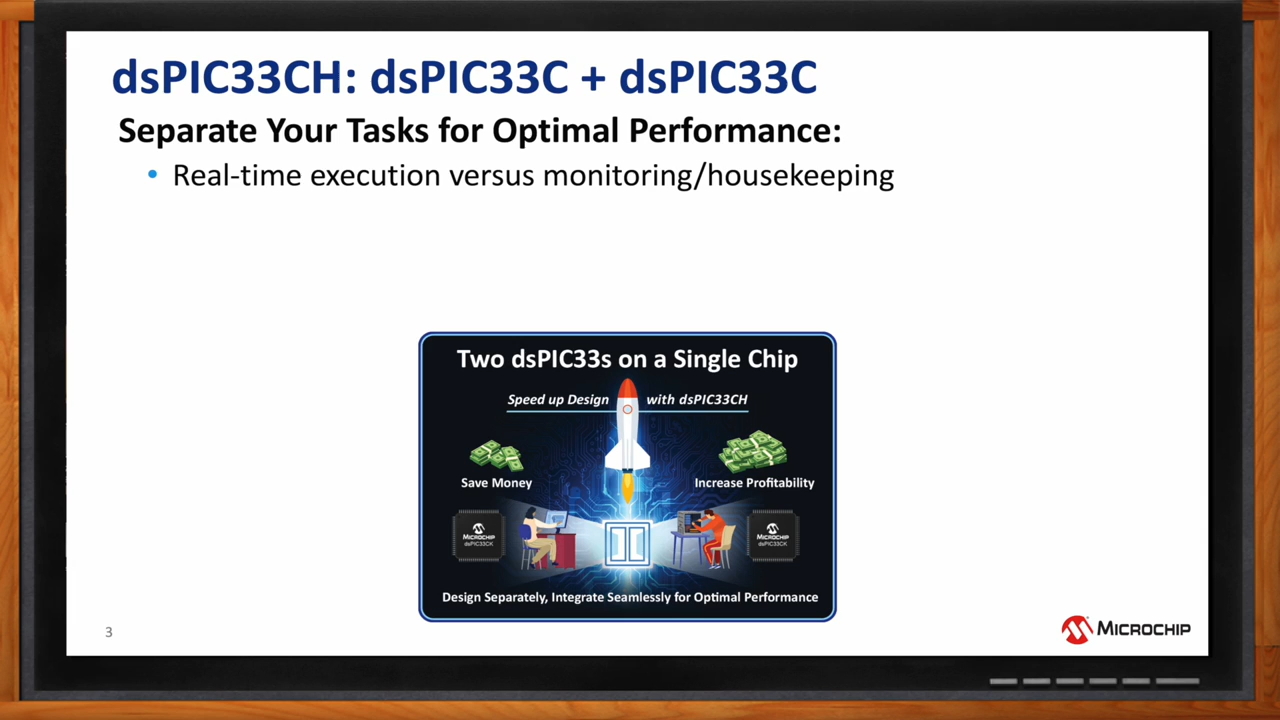 dsPIC33CH: dsPIC33C + dsPIC33C
Separate Your Tasks for Optimal Performance:
• Real-time execution versus monitoring/housekeeping
Two dsPIC33s on a Single Chip
Speed up Design with dsPIC33CH
Save Money
Increase Profitability
MICROCHIP
dsPIC33CK
MICROCHIP
dsPIC33CK
Design Separately, Integrate Seamlessly for Optimal Performance
3
MICROCHIP